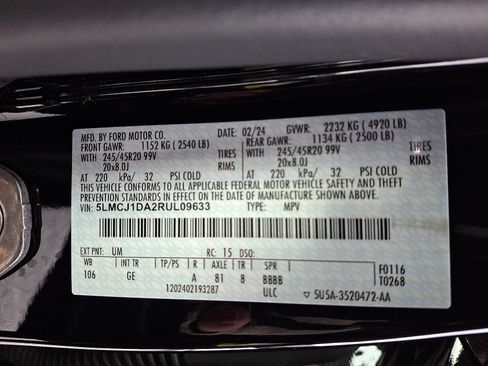 MFD. BY FORD MOTOR CO. 02/24 GVWR: 2232 KG ( 4920 LB)
FRONT GAWR: 1152 KG ( 2540 LB) REAR GAWR: 1134 KG ( 2500 LB)
WITH 245/45R20 99V TIRES WITH 245/45R20 99V TIRES
20x8.0J RIMS 20x8.0J RIMS
AT 220 kPa/ 32 PSI COLD AT 220 kPa/ 32 PSI COLD
THIS VEHICLE CONFORMS TO ALL APPLICABLE FEDERAL MOTOR VEHICLE SAFETY AND THEFT
PREVENTION STANDARDS IN EFFECT ON THE DATE OF MANUFACTURE SHOWN ABOVE.
VIN: 5LMCJ1DA2RUL09633 TYPE: MPV
EXT PNT: UM RC: 15 DSO:
WB INT TR TP/PS R AXLE TR SPR F0116
106 GE A 81 8 BBBB T0268
1202402193287 ULC ▽ 5U5A-3520472-AA